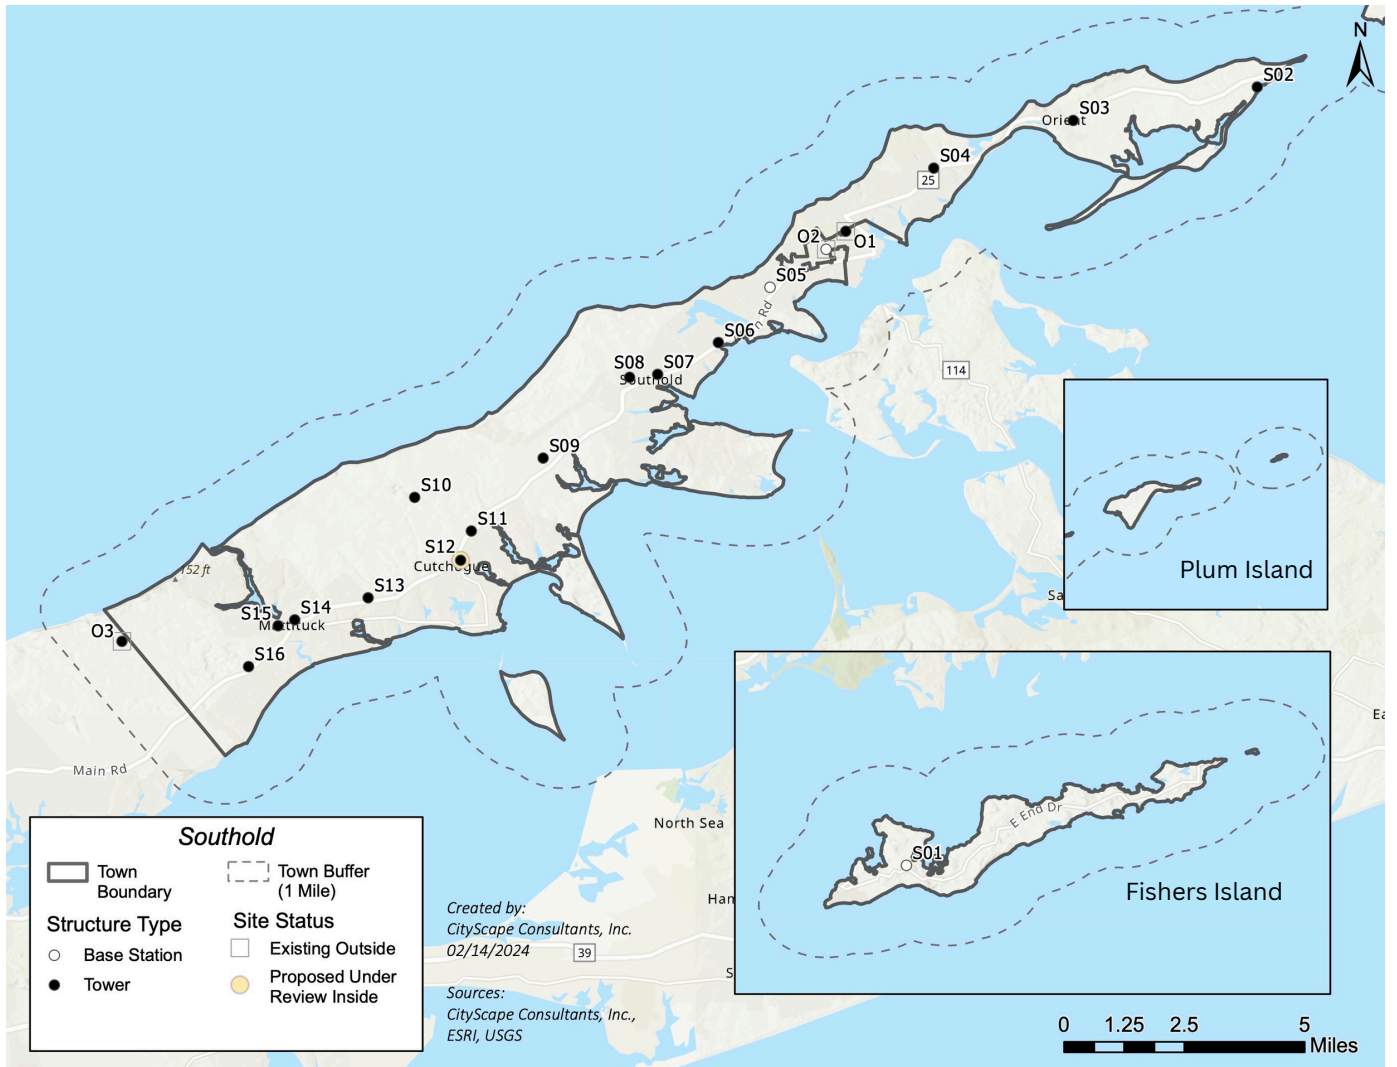 N
S02
S03
Orient
S04
25
O2
O1
S05
S06
S08
S07
Southold
114
S09
S10
S11
S12
Cutchogue
152 ft
S13
S14
S15
Mattituck
O3
S16
Main Rd
Plum Island
Sa
Ea
North Sea
Ham
S
39
E End Dr
S01
Fishers Island
Southold
Town
Boundary
Town Buffer
(1 Mile)
Structure Type
Base Station
Tower
Site Status
Existing Outside
Proposed Under
Review Inside
Created by:
CityScape Consultants, Inc.
02/14/2024
Sources:
CityScape Consultants, Inc.,
ESRI, USGS
0 1.25 2.5 5
Miles